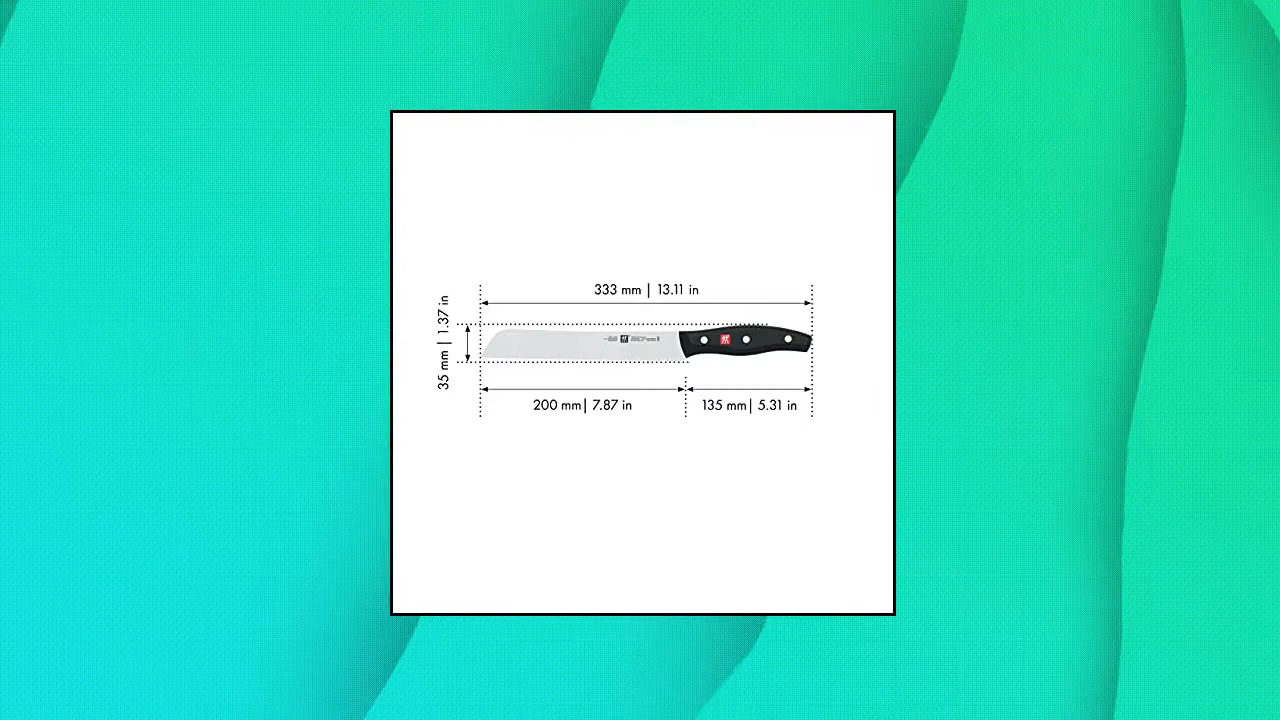 333 mm | 13.11 in
35 mm | 1.37 in
200 mm| 7.87 in
135 mm| 5.31 in